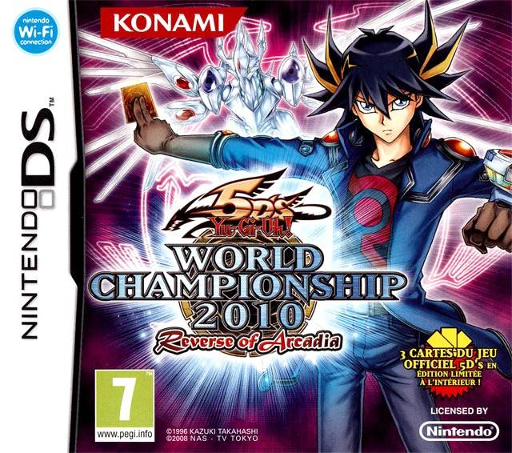 Nintendo
Wi-Fi
connection
KONAMI
NINTENDO DS™
5D's
Yu-Gi-Oh!
WORLD
CHAMPIONSHIP
2010
Reverse of Arcadia
3 CARTES DU JEU
OFFICIEL 5D's EN
ÉDITION LIMITÉE
À L'INTÉRIEUR !
7
™
www.pegi.info
©1996 KAZUKI TAKAHASHI
©2008 NAS - TV TOKYO
LICENSED BY
Nintendo